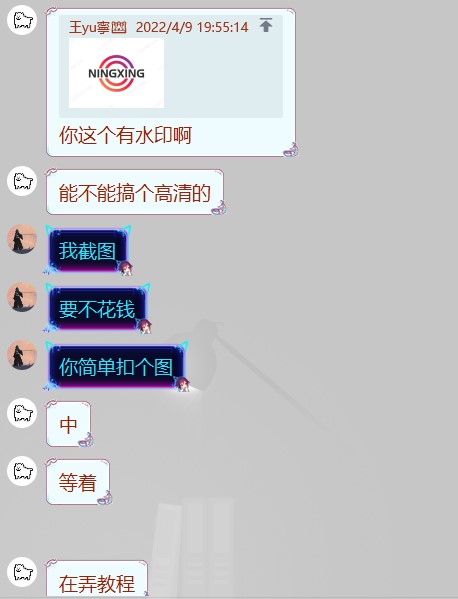 王yu寧 2022/4/9 19:55:14
NINGXING
你这个有水印啊
能不能搞个高清的
我截图
要不花钱
你简单扣个图
中
等着
在弄教程